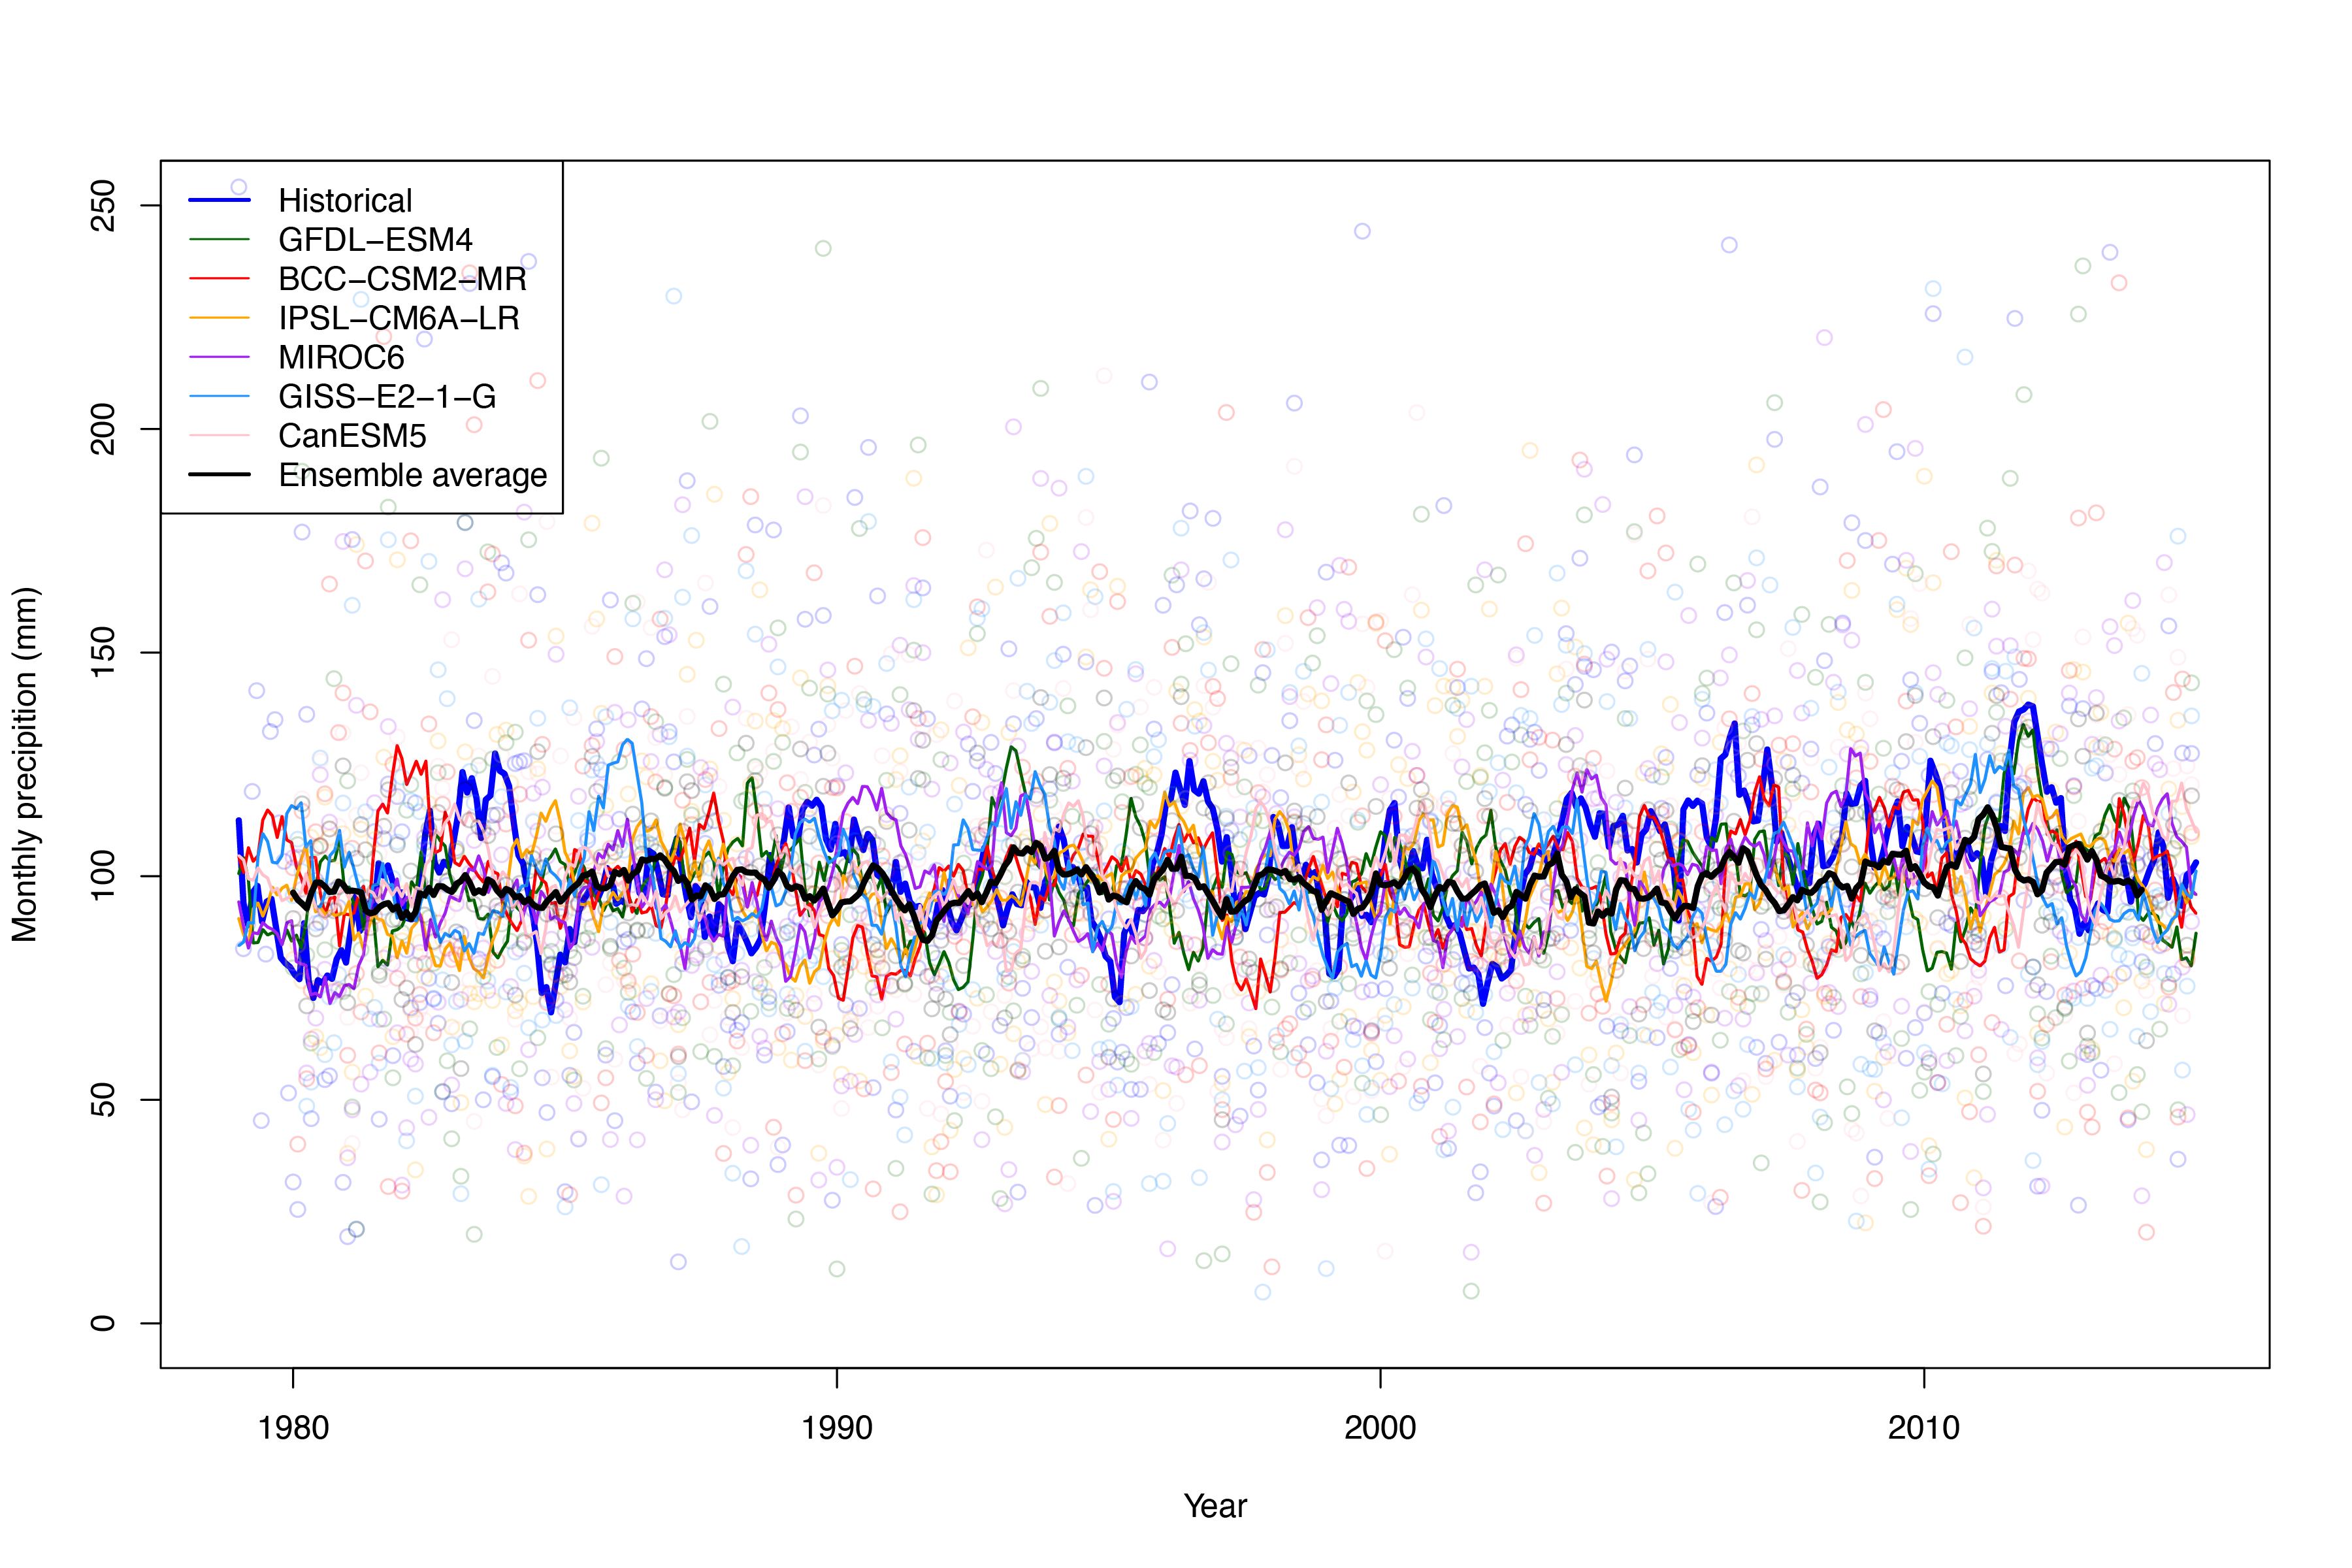 Historical
GFDL−ESM4
BCC−CSM2−MR
IPSL−CM6A−LR
MIROC6
GISS−E2−1−G
CanESM5
Ensemble average
Monthly precipition (mm)
250
200
150
100
50
0
1980 1990 2000 2010
Year